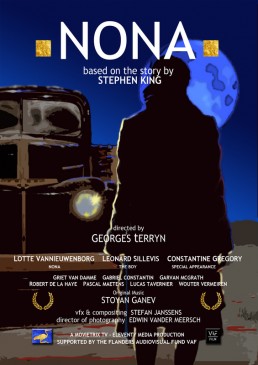 NONA
based on the story by
STEPHEN KING
directed by
GEORGES TERRYN
LOTTE VANNIEUWENBORG LEONARD SILLEVIS CONSTANTINE GREGORY
NONA THE BOY SPECIAL APPEARANCE
GRIET VAN DAMME GABRIEL CONSTANTIN GARVAN MCGRATH
ROBERT DE LA HAYE PASCAL MAETENS LUCAS TAVERNIER WOUTER VERMEIREN
Original Music
STOYAN GANEV
vfx & compositing STEFAN JANSSENS
director of photography EDWIN VANDER MEERSCH
A MOVIETRIX TV - ELEVENTY MEDIA PRODUCTION
SUPPORTED BY THE FLANDERS AUDIOVISUAL FUND VAF